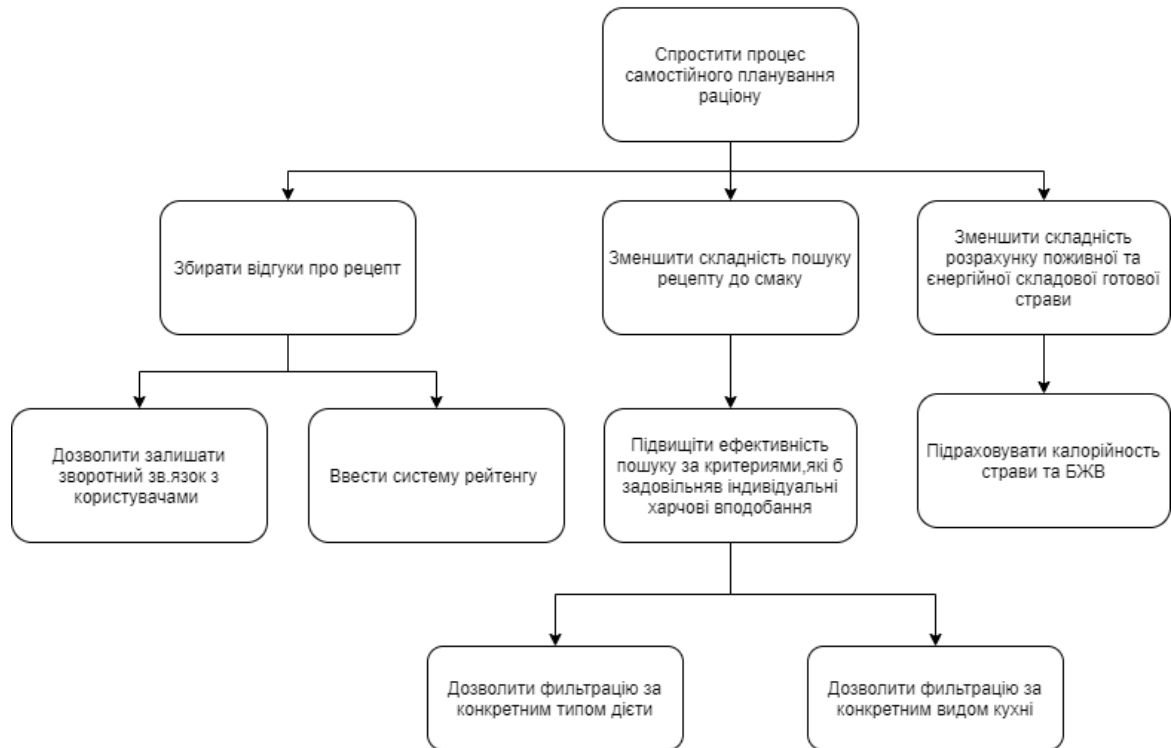 Спростити процес
самостійного планування
раціону
Збирати відгуки про рецепт
Зменшити складність пошуку
рецепту до смаку
Зменшити складність
розрахунку поживної та
єнергійної складової готової
страви
Дозволити залишати
зворотний зв.язок з
користувачами
Ввести систему рейтенгу
Підвищіти ефективність
пошуку за критериями,які б
задовільняв індивідуальні
харчові вподобання
Підраховувати калорійность
страви та БЖВ
Дозволити фильтрацію за
конкретним типом дієти
Дозволити фильтрацію за
конкретним видом кухні